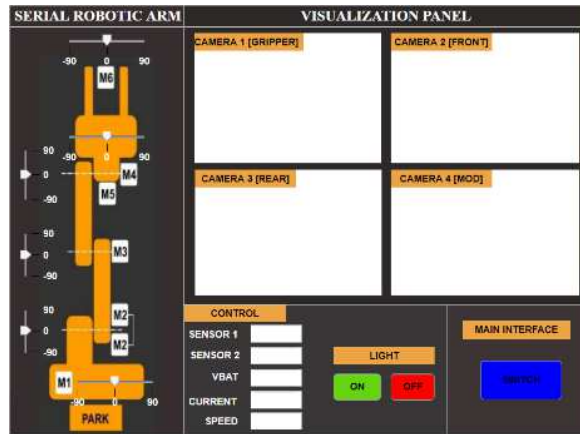 SERIAL ROBOTIC ARM
VISUALIZATION PANEL
-90 0 90
M6
CAMERA 1 [GRIPPER]
CAMERA 2 [FRONT]
-90 0 90
90
0
-90
M4
M5
CAMERA 3 [REAR]
CAMERA 4 [MOD]
90
0
-90
M3
90
0
-90
M2
M2
M1
-90 0 90
PARK
CONTROL
SENSOR 1
SENSOR 2
VBAT
CURRENT
SPEED
LIGHT
ON
OFF
MAIN INTERFACE
SWITCH